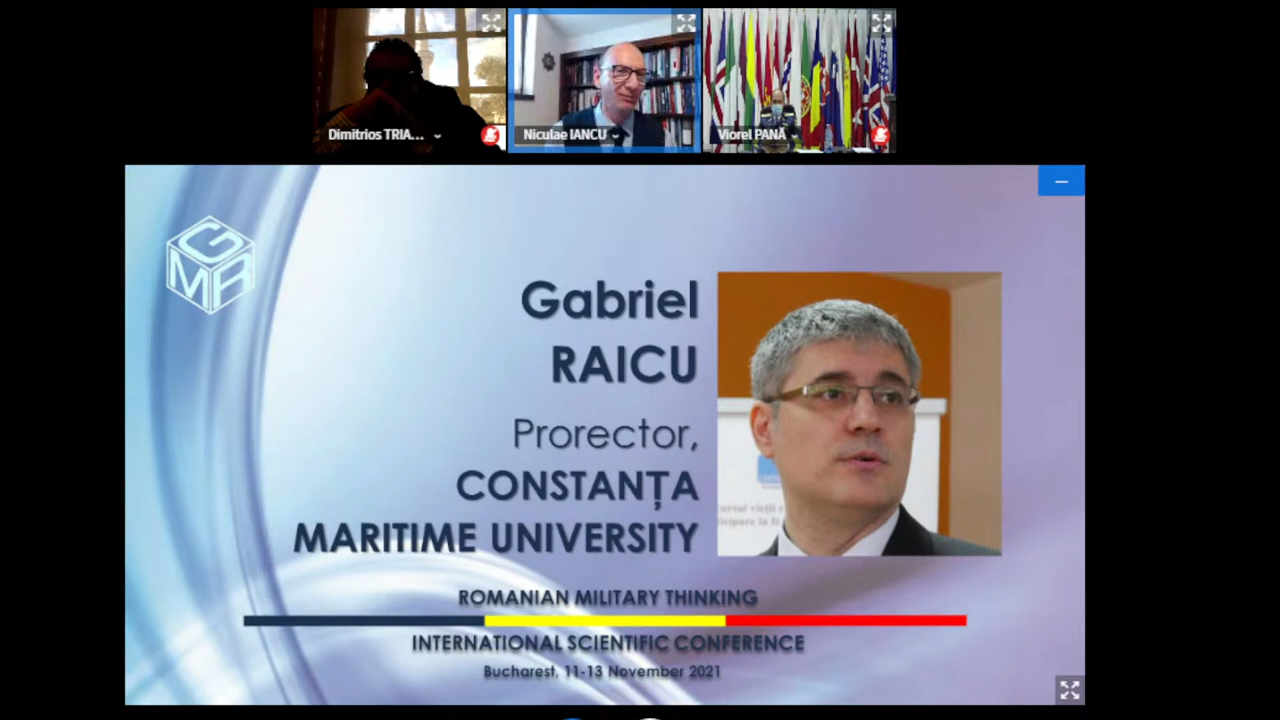 Dimitrios TRIA...
Niculae IANCU
Viorel PANĂ
GMR
Gabriel
RAICU
Prorector,
CONSTANȚA
MARITIME UNIVERSITY
ROMANIAN MILITARY THINKING
INTERNATIONAL SCIENTIFIC CONFERENCE
Bucharest, 11-13 November 2021